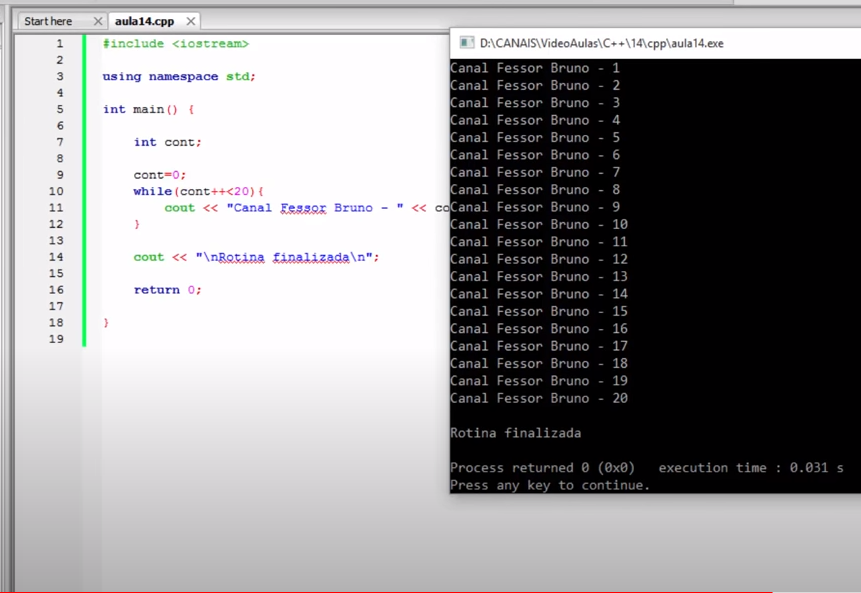 Start here
aula14.cpp
1 #include <iostream>
2
3 using namespace std;
4
5 int main() {
6
7 int cont;
8
9 cont=0;
10 while(cont++<20){
11 cout << "Canal Fessor Bruno - " << co
12 }
13
14 cout << "\nRotina finalizada\n";
15
16 return 0;
17
18 }
19
D:\CANAIS\VideoAulas\C++\14\cpp\aula14.exe
Canal Fessor Bruno - 1
Canal Fessor Bruno - 2
Canal Fessor Bruno - 3
Canal Fessor Bruno - 4
Canal Fessor Bruno - 5
Canal Fessor Bruno - 6
Canal Fessor Bruno - 7
Canal Fessor Bruno - 8
Canal Fessor Bruno - 9
Canal Fessor Bruno - 10
Canal Fessor Bruno - 11
Canal Fessor Bruno - 12
Canal Fessor Bruno - 13
Canal Fessor Bruno - 14
Canal Fessor Bruno - 15
Canal Fessor Bruno - 16
Canal Fessor Bruno - 17
Canal Fessor Bruno - 18
Canal Fessor Bruno - 19
Canal Fessor Bruno - 20
Rotina finalizada
Process returned 0 (0x0) execution time : 0.031 s
Press any key to continue.